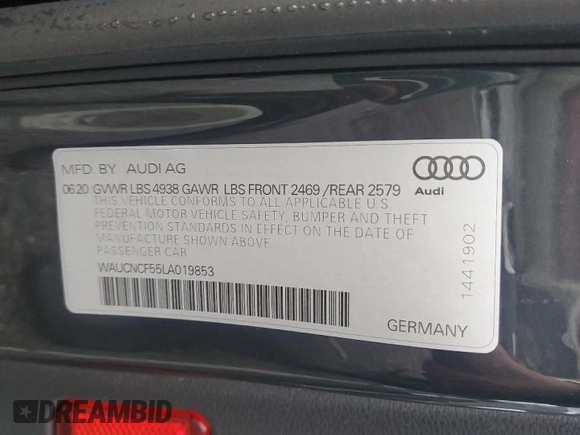 MFD. BY AUDI AG
06.20 GVWR LBS 4938 GAWR LBS FRONT 2469 /REAR 2579
THIS VEHICLE CONFORMS TO ALL APPLICABLE U.S.
FEDERAL MOTOR VEHICLE SAFETY, BUMPER AND THEFT
PREVENTION STANDARDS IN EFFECT ON THE DATE OF
MANUFACTURE SHOWN ABOVE.
PASSENGER CAR
WAUCNCF55LA019853
Audi
1441902
GERMANY
DREAMBID